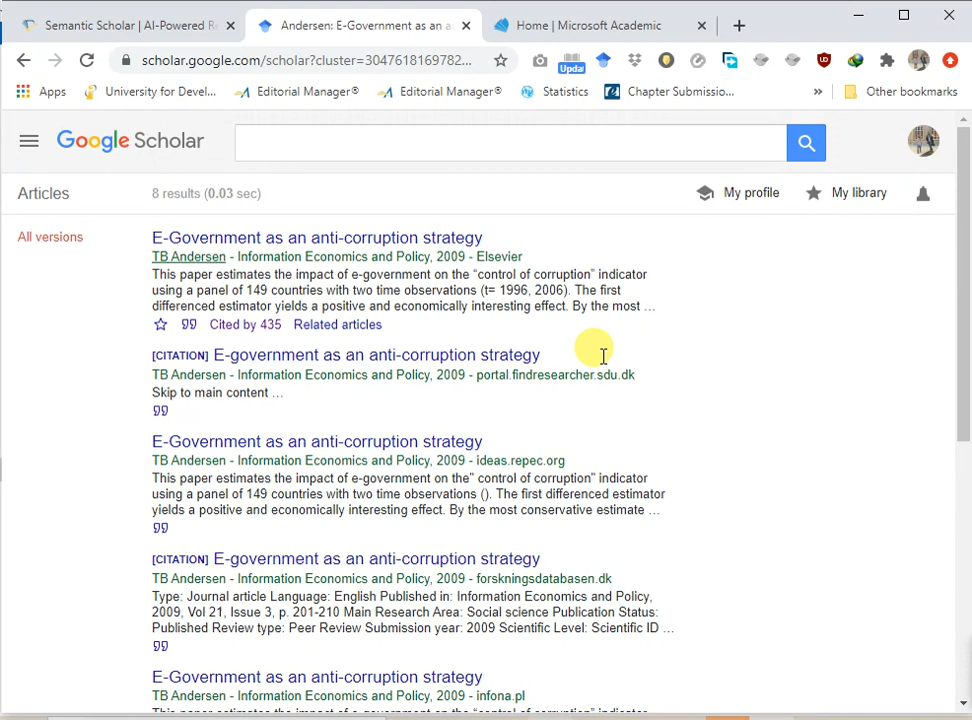 Semantic Scholar | AI-Powered Re
Andersen: E-Government as an a
Home | Microsoft Academic
scholar.google.com/scholar?cluster=3047618169782...
Updat
Apps
University for Devel...
Editorial Manager®
Editorial Manager®
Statistics
Chapter Submissio...
»
Other bookmarks
Google Scholar
Articles
8 results (0.03 sec)
My profile
My library
All versions
E-Government as an anti-corruption strategy
TB Andersen - Information Economics and Policy, 2009 - Elsevier
This paper estimates the impact of e-government on the “control of corruption” indicator
using a panel of 149 countries with two time observations (t= 1996, 2006). The first
differenced estimator yields a positive and economically interesting effect. By the most ...
Cited by 435 Related articles
[CITATION] E-government as an anti-corruption strategy
TB Andersen - Information Economics and Policy, 2009 - portal.findresearcher.sdu.dk
Skip to main content ...
E-Government as an anti-corruption strategy
TB Andersen - Information Economics and Policy, 2009 - ideas.repec.org
This paper estimates the impact of e-government on the" control of corruption" indicator
using a panel of 149 countries with two time observations (). The first differenced estimator
yields a positive and economically interesting effect. By the most conservative estimate ...
[CITATION] E-government as an anti-corruption strategy
TB Andersen - Information Economics and Policy, 2009 - forskningsdatabasen.dk
Type: Journal article Language: English Published in: Information Economics and Policy,
2009, Vol 21, Issue 3, p. 201-210 Main Research Area: Social science Publication Status:
Published Review type: Peer Review Submission year: 2009 Scientific Level: Scientific ID ...
E-Government as an anti-corruption strategy
TB Andersen - Information Economics and Policy, 2009 - infona.pl